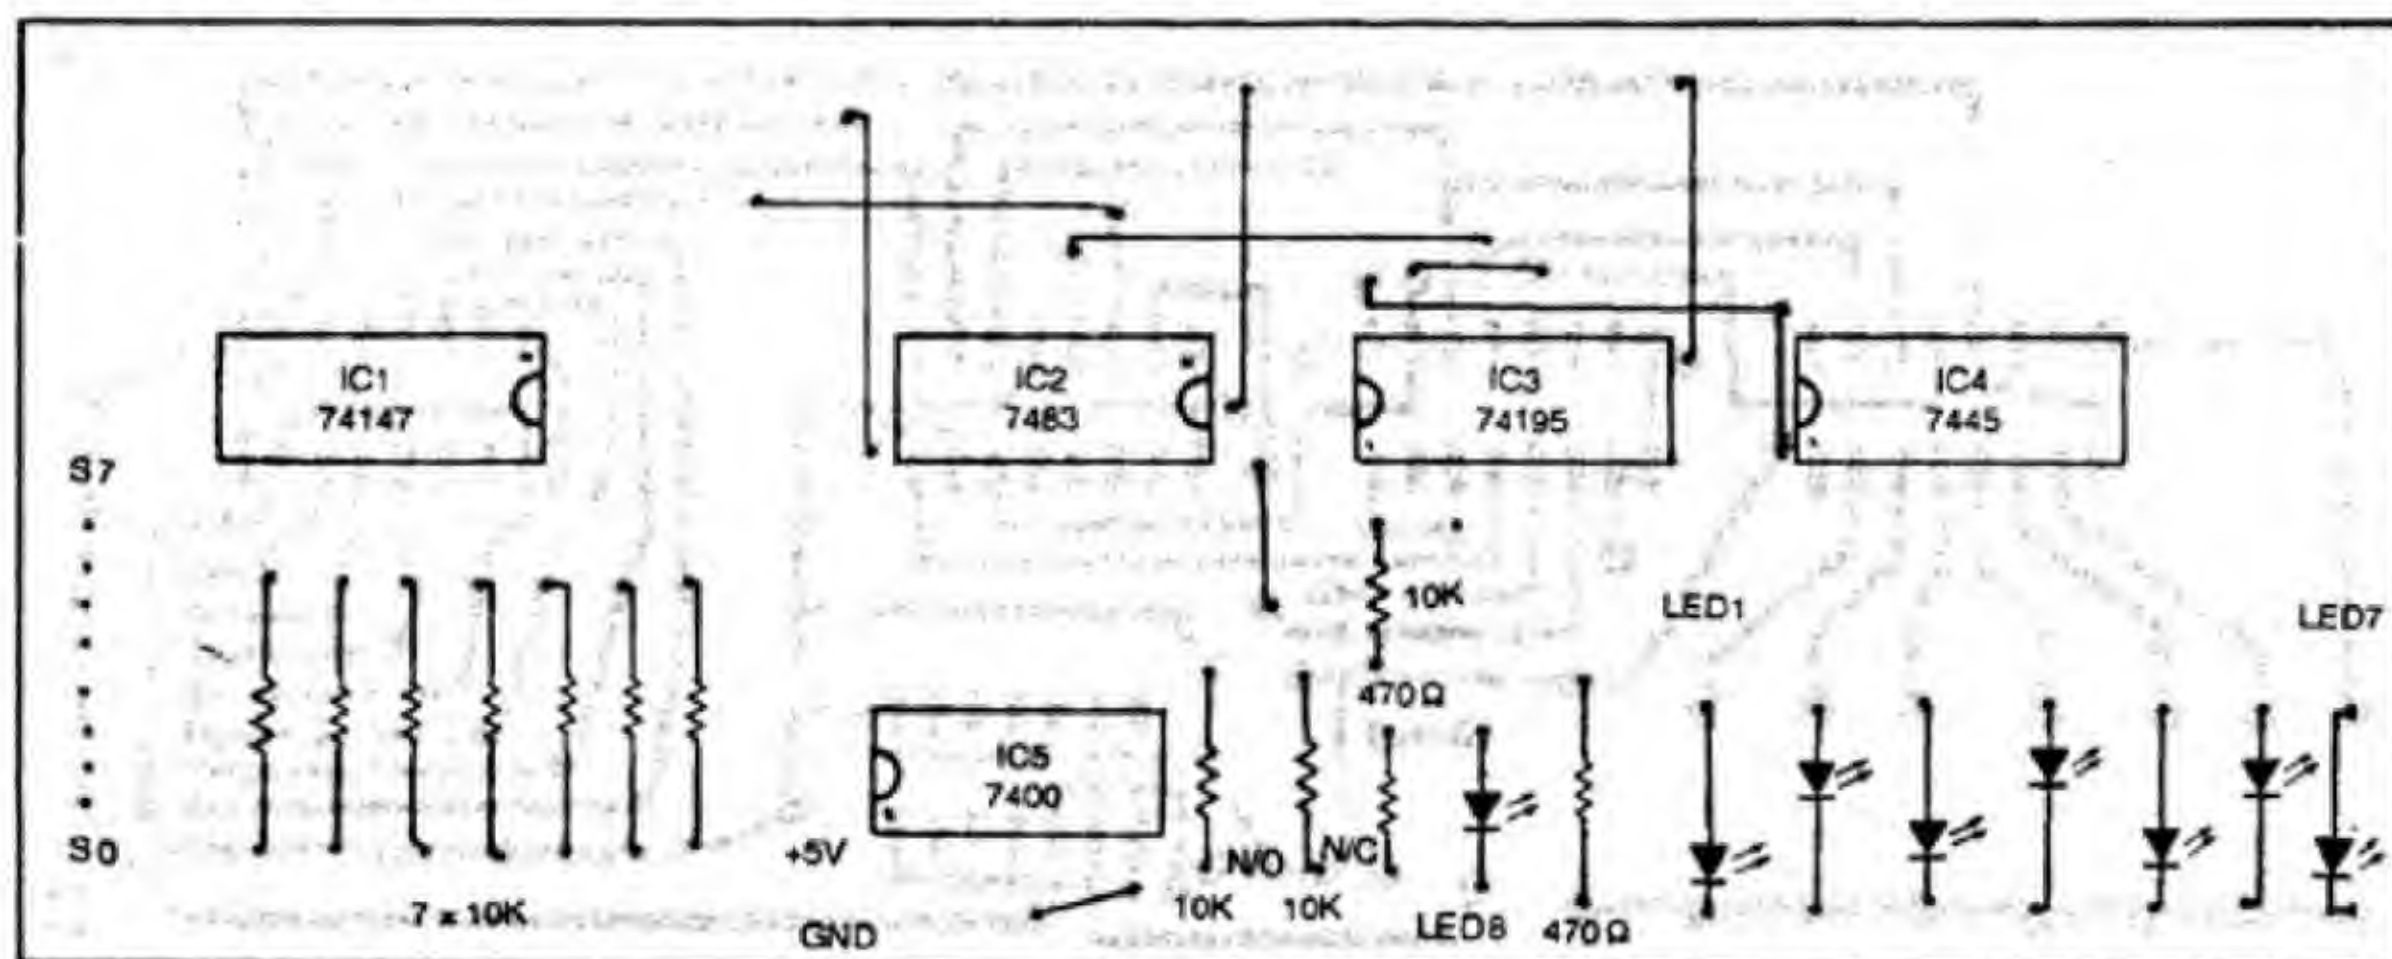 IC1
74147
IC2
7483
IC3
74195
IC4
7445
S7
10K
LED1
LED7
470Ω
IC5
7400
S0
+5V
N/O
N/C
7 x 10K
GND
10K
10K
LED8
470Ω